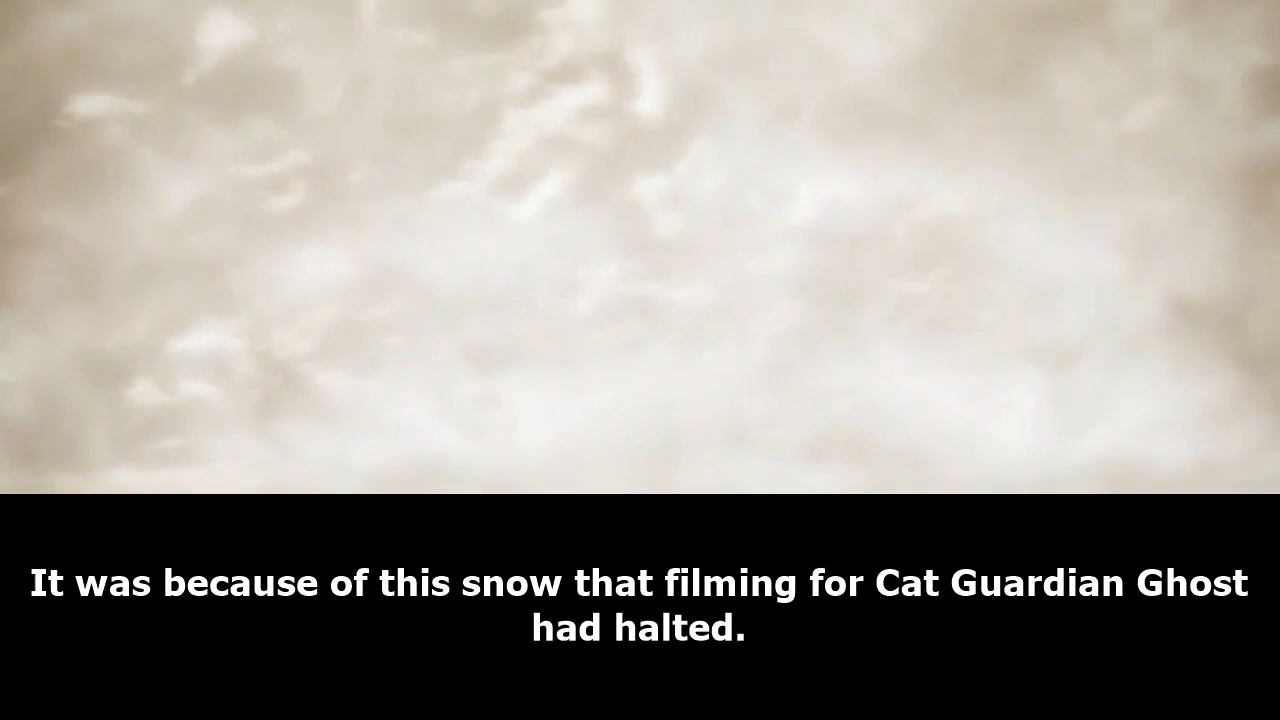 It was because of this snow that filming for Cat Guardian Ghost
had halted.